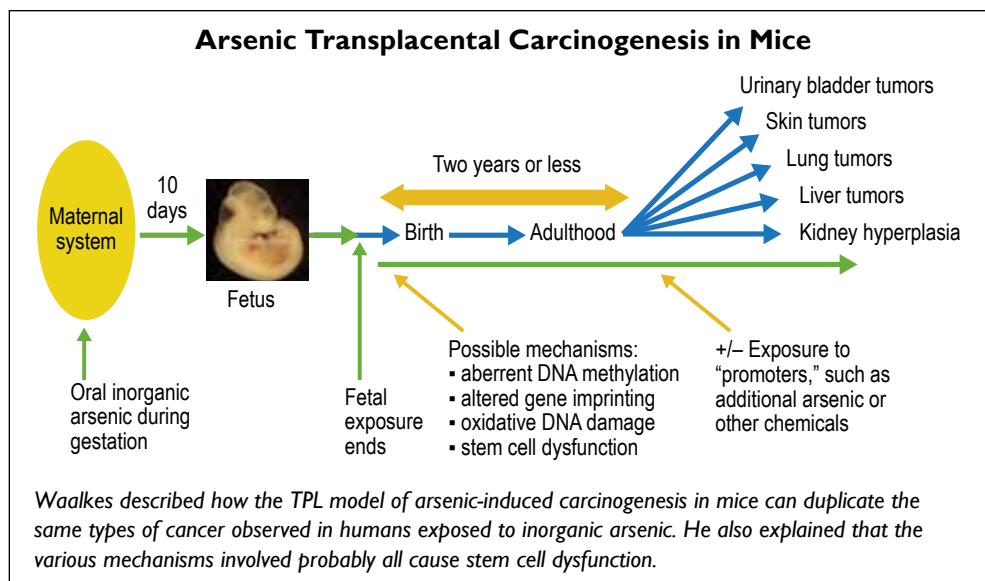 Arsenic Transplacental Carcinogenesis in Mice
Urinary bladder tumors
Skin tumors
Lung tumors
Liver tumors
Kidney hyperplasia
Two years or less
10
days
Maternal
system
Birth
Adulthood
Fetus
Oral inorganic
arsenic during
gestation
Fetal
exposure
ends
Possible mechanisms:
▪ aberrent DNA methylation
▪ altered gene imprinting
▪ oxidative DNA damage
▪ stem cell dysfunction
+/– Exposure to
“promoters,” such as
additional arsenic or
other chemicals
Waalkes described how the TPL model of arsenic-induced carcinogenesis in mice can duplicate the
same types of cancer observed in humans exposed to inorganic arsenic. He also explained that the
various mechanisms involved probably all cause stem cell dysfunction.